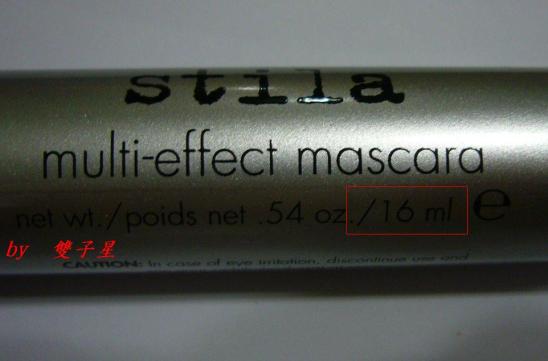 stila
multi-effect mascara
net wt./poids net .54 oz./16 ml e
by 雙子星
CAUTION: In case of eye irritation, discontinue use and